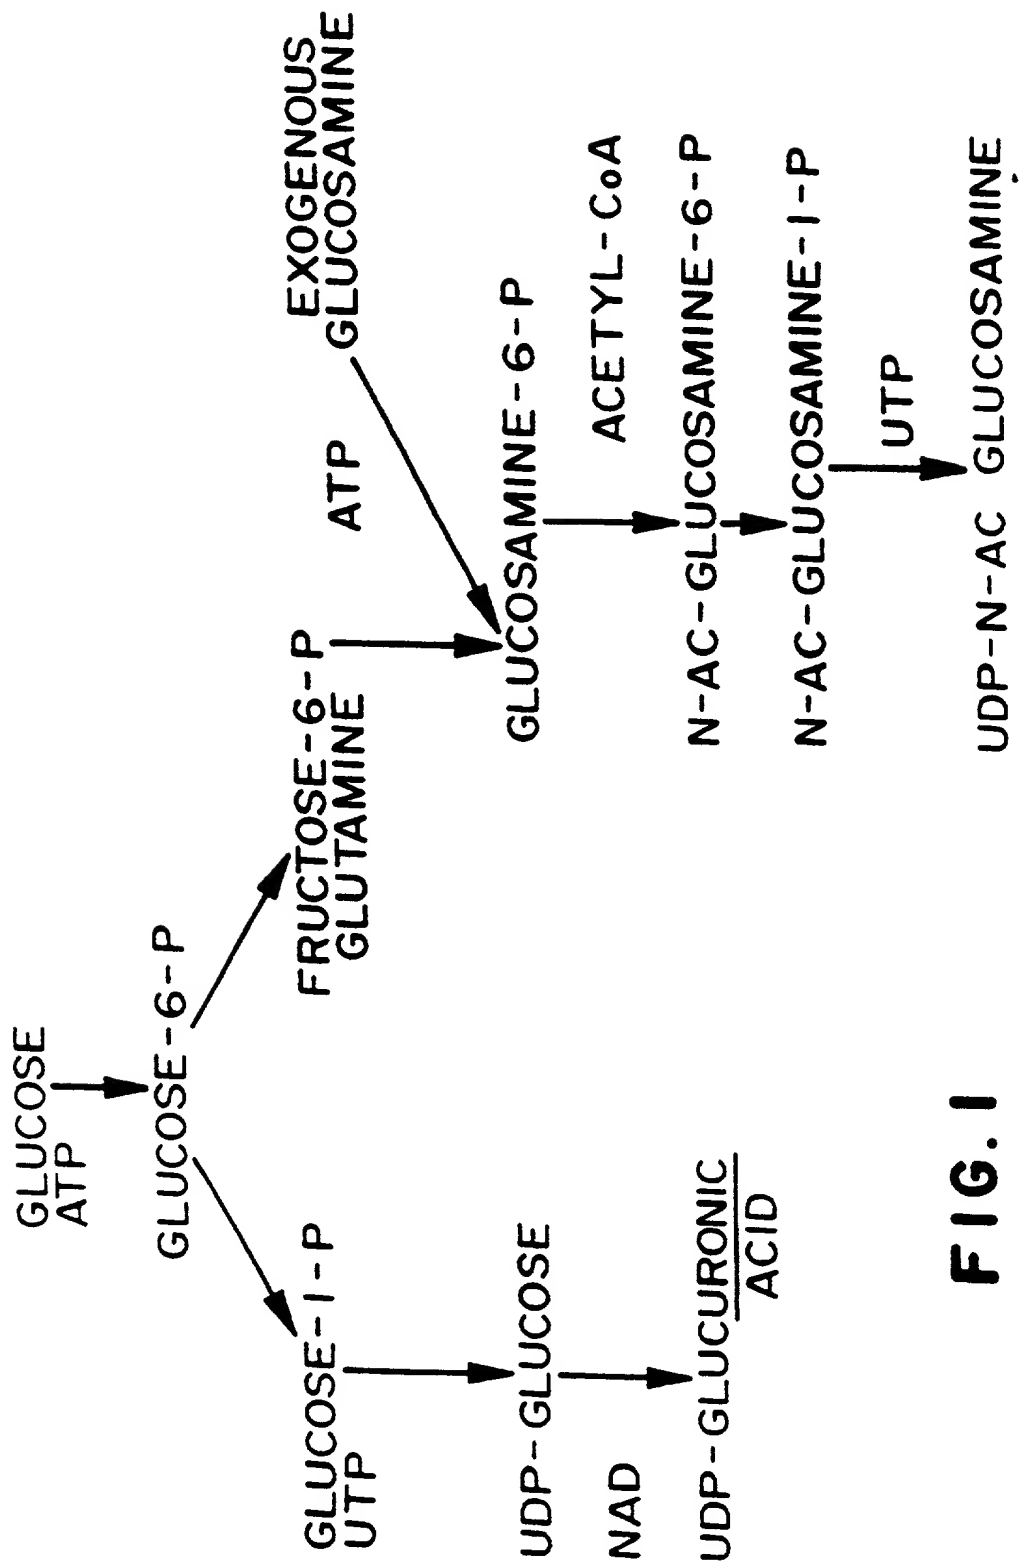 GLUCOSE
ATP
GLUCOSE-6-P
GLUCOSE-1-P
UTP
FRUCTOSE-6-P
GLUTAMINE
ATP
EXOGENOUS
GLUCOSAMINE
UDP-GLUCOSE
GLUCOSAMINE-6-P
NAD
ACETYL-CoA
UDP-GLUCURONIC
ACID
N-AC-GLUCOSAMINE-6-P
N-AC-GLUCOSAMINE-1-P
UTP
UDP-N-AC GLUCOSAMINE
FIG. 1